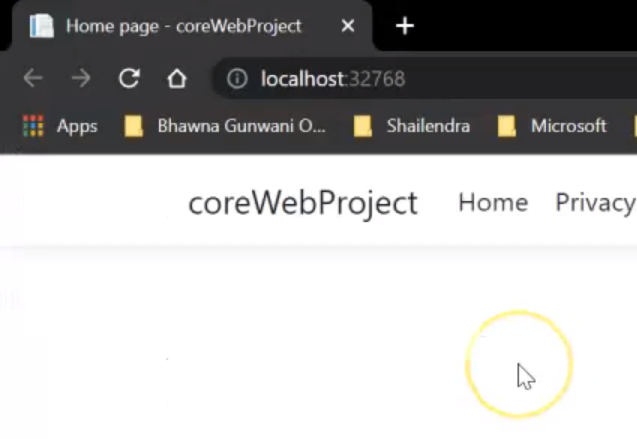 Home page - coreWebProject
localhost:32768
Apps Bhawna Gunwani O... Shailendra Microsoft
coreWebProject Home Privacy